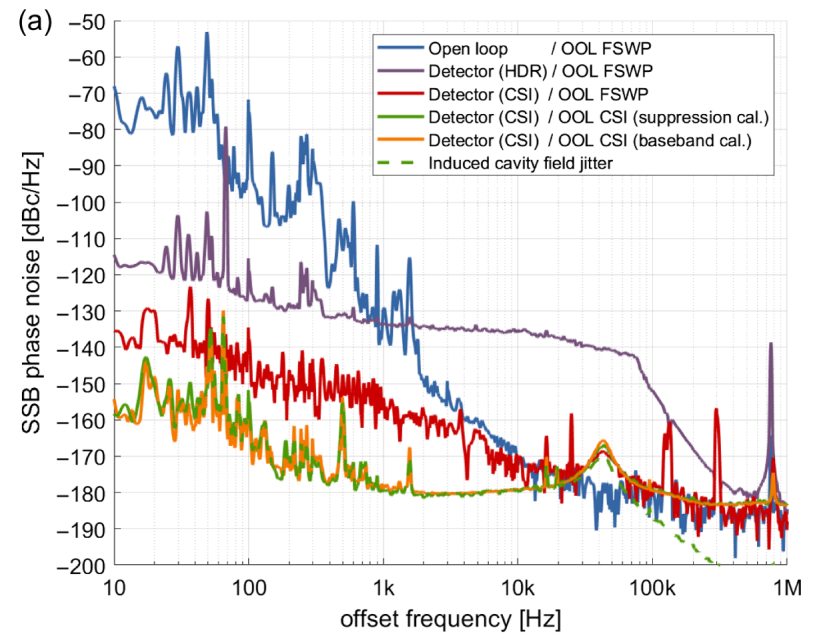 (a)
−50
−60
−70
−80
−90
−100
−110
−120
−130
−140
−150
−160
−170
−180
−190
−200
SSB phase noise [dBc/Hz]
Open loop / OOL FSWP
Detector (HDR) / OOL FSWP
Detector (CSI) / OOL FSWP
Detector (CSI) / OOL CSI (suppression cal.)
Detector (CSI) / OOL CSI (baseband cal.)
Induced cavity field jitter
10 100 1k 10k 100k 1M
offset frequency [Hz]